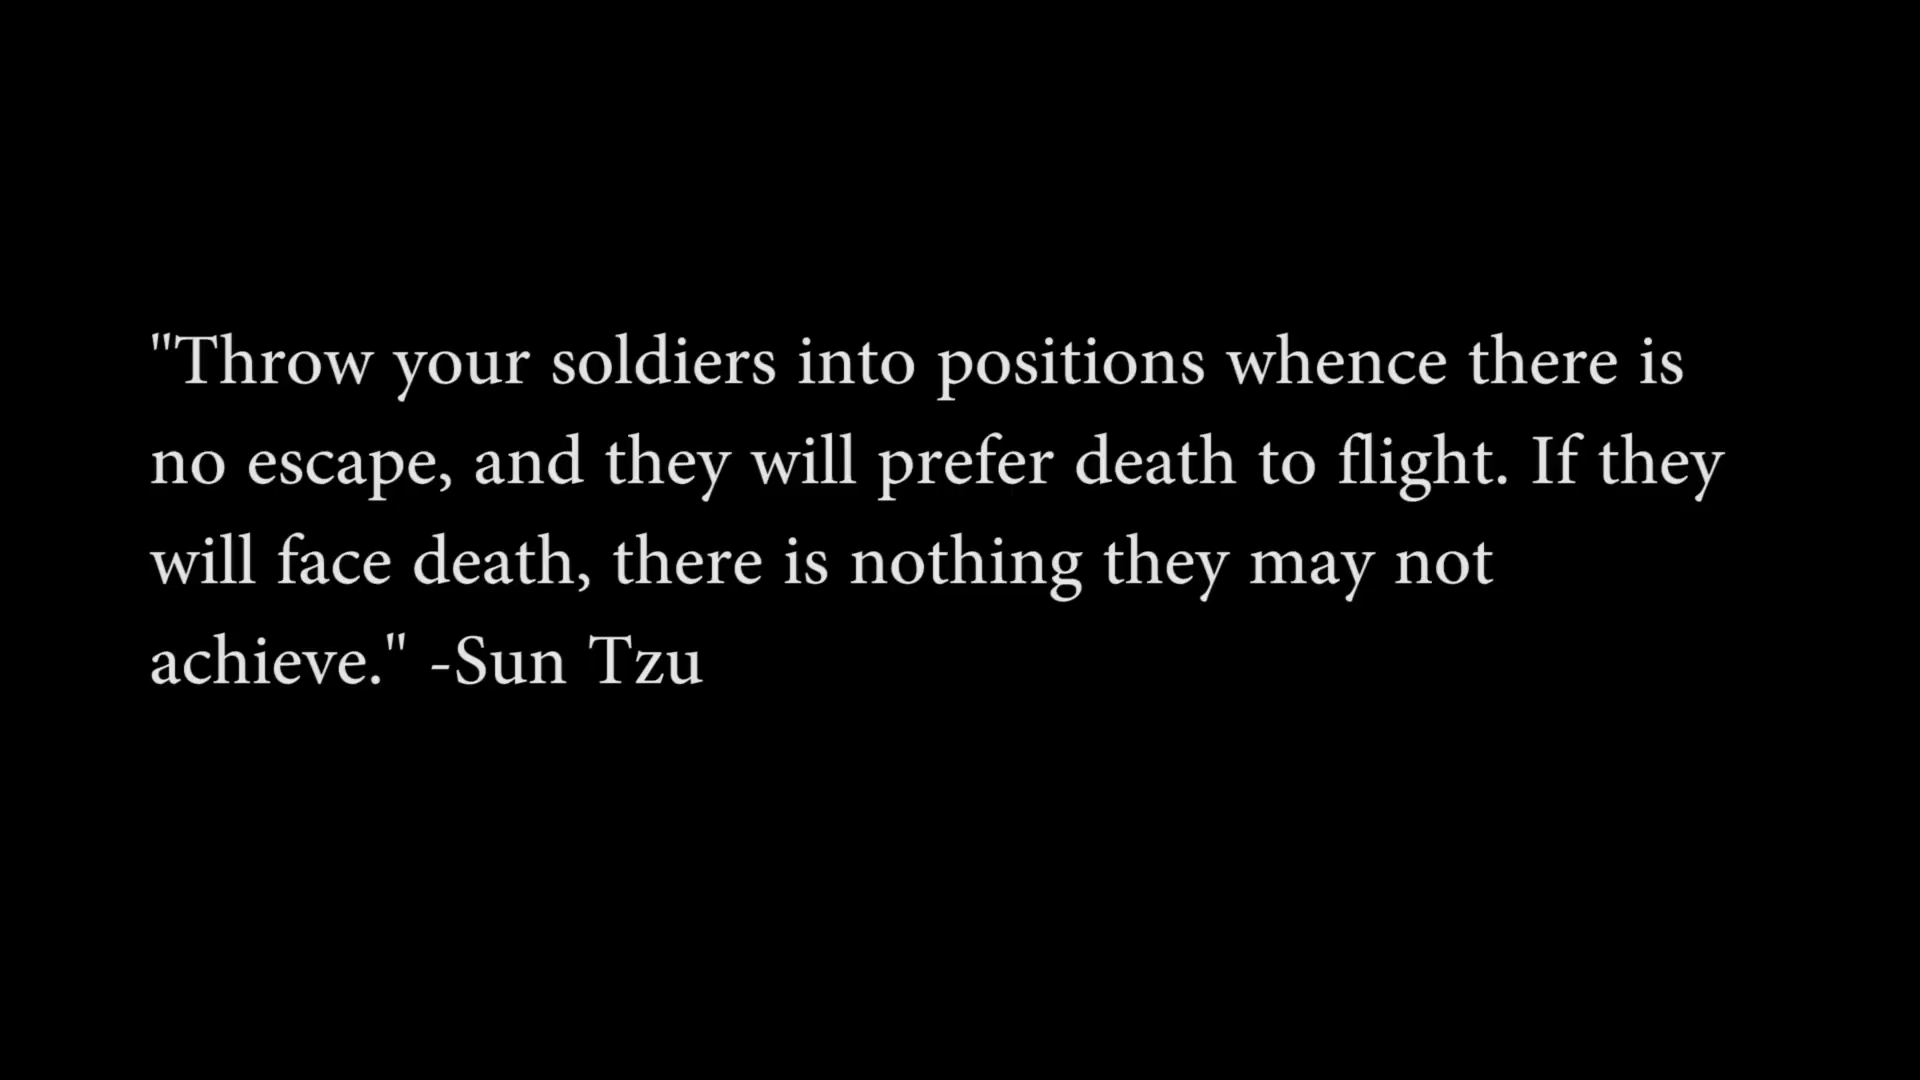 "Throw your soldiers into positions whence there is
no escape, and they will prefer death to flight. If they
will face death, there is nothing they may not
achieve." -Sun Tzu